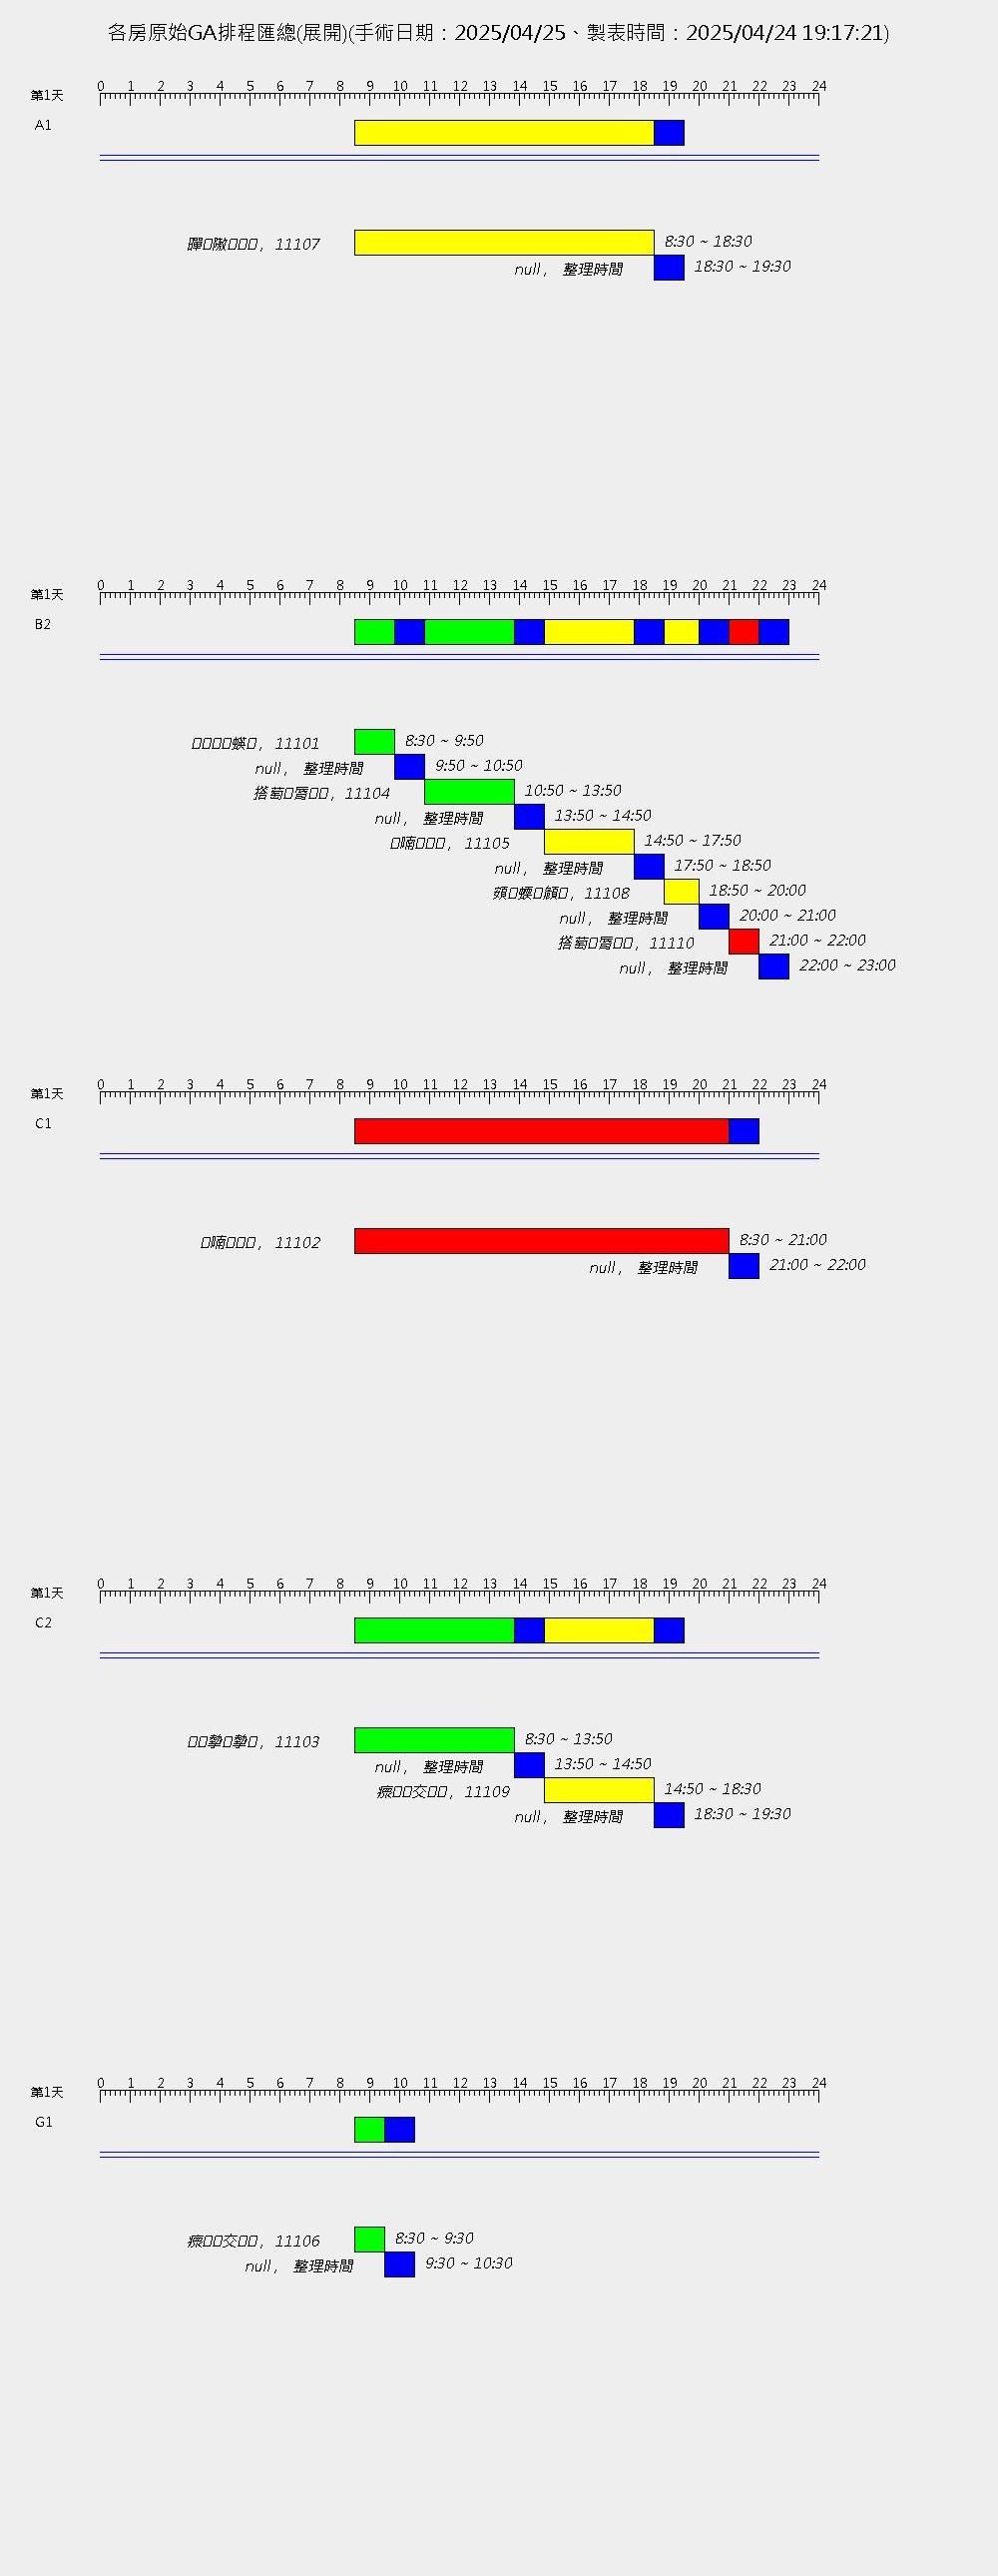 各房原始GA排程匯總(展開)(手術日期：2025/04/25、製表時間：2025/04/24 19:17:21)
第1天 0 1 2 3 4 5 6 7 8 9 10 11 12 13 14 15 16 17 18 19 20 21 22 23 24
A1
11107 8:30 ~ 18:30
null, 整理時間 18:30 ~ 19:30
第1天 0 1 2 3 4 5 6 7 8 9 10 11 12 13 14 15 16 17 18 19 20 21 22 23 24
B2
11101 8:30 ~ 9:50
null, 整理時間 9:50 ~ 10:50
11104 10:50 ~ 13:50
null, 整理時間 13:50 ~ 14:50
11105 14:50 ~ 17:50
null, 整理時間 17:50 ~ 18:50
11108 18:50 ~ 20:00
null, 整理時間 20:00 ~ 21:00
11110 21:00 ~ 22:00
null, 整理時間 22:00 ~ 23:00
第1天 0 1 2 3 4 5 6 7 8 9 10 11 12 13 14 15 16 17 18 19 20 21 22 23 24
C1
11102 8:30 ~ 21:00
null, 整理時間 21:00 ~ 22:00
第1天 0 1 2 3 4 5 6 7 8 9 10 11 12 13 14 15 16 17 18 19 20 21 22 23 24
C2
11103 8:30 ~ 13:50
null, 整理時間 13:50 ~ 14:50
11109 14:50 ~ 18:30
null, 整理時間 18:30 ~ 19:30
第1天 0 1 2 3 4 5 6 7 8 9 10 11 12 13 14 15 16 17 18 19 20 21 22 23 24
G1
11106 8:30 ~ 9:30
null, 整理時間 9:30 ~ 10:30